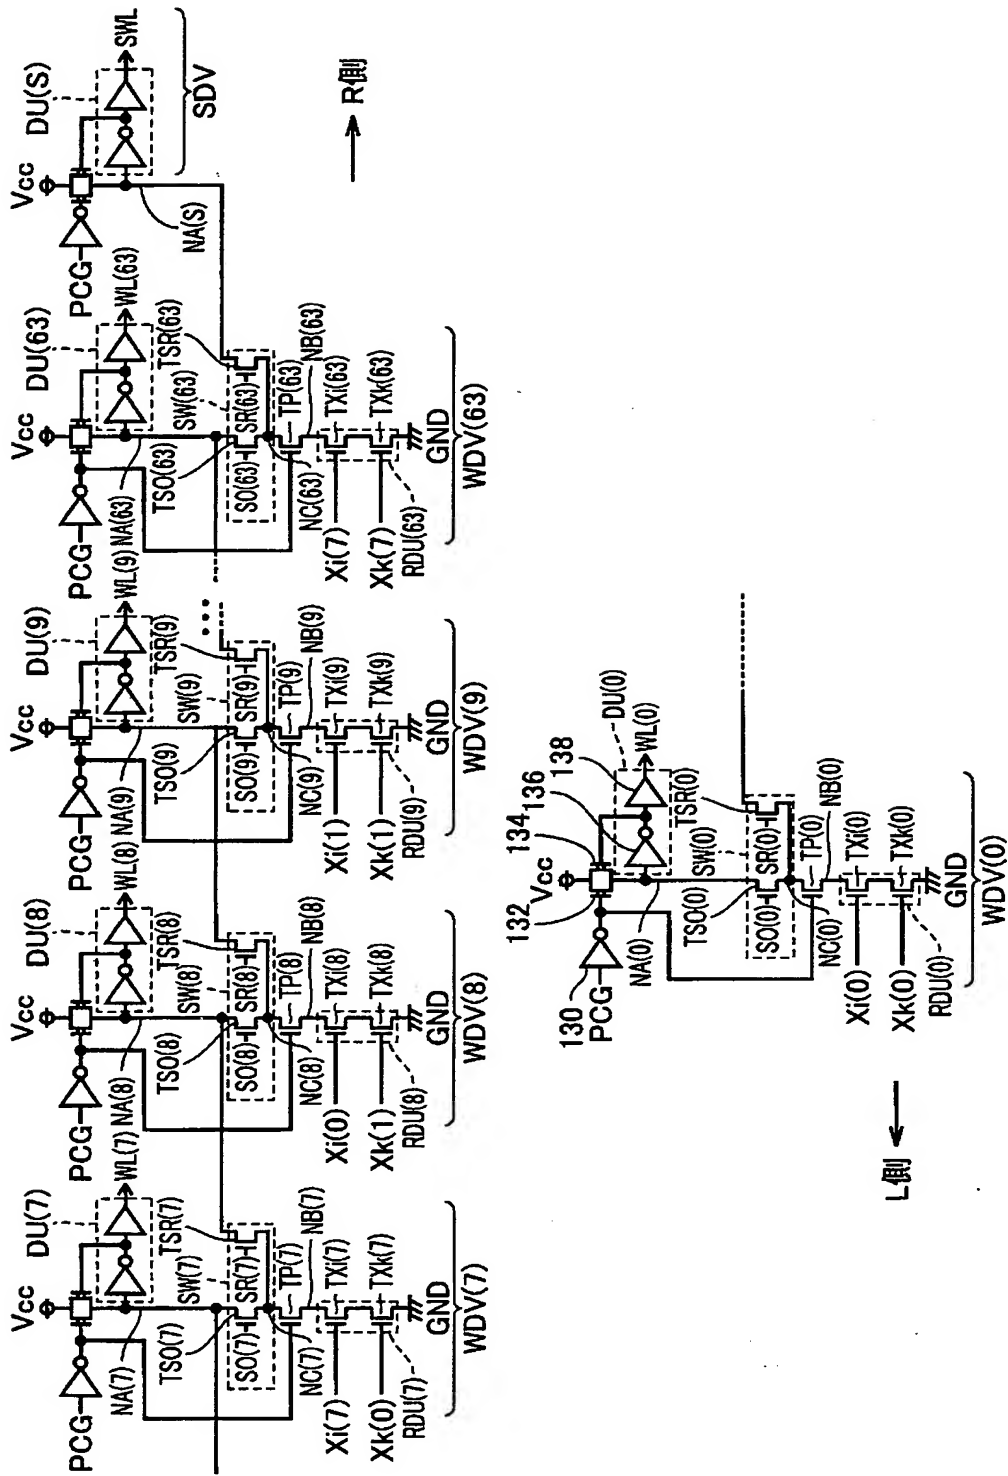 Vcc
Vcc
Vcc
Vcc
Vcc
DU(7)
DU(8)
DU(9)
DU(63)
DU(S)
PCG
PCG
PCG
PCG
PCG
WL(7)
WL(8)
WL(9)
WL(63)
SWL
SDV
NA(7)
NA(8)
NA(9)
NA(63)
NA(S)
TSO(7)
TSO(8)
TSO(9)
TSO(63)
SW(7)
SW(8)
SW(9)
SW(63)
TSR(7)
TSR(8)
TSR(9)
TSR(63)
SO(7)
SR(7)
SO(8)
SR(8)
SO(9)
SR(9)
SO(63)
SR(63)
NC(7)
NC(8)
NC(9)
NC(63)
TP(7)
TP(8)
TP(9)
TP(63)
NB(7)
NB(8)
NB(9)
NB(63)
Xi(7)
TXi(7)
Xi(0)
TXi(8)
Xi(1)
TXi(9)
Xi(7)
TXi(63)
Xk(0)
TXk(7)
Xk(1)
TXk(8)
Xk(1)
TXk(9)
Xk(7)
TXk(63)
RDU(7)
RDU(8)
RDU(9)
RDU(63)
GND
GND
GND
GND
WDV(7)
WDV(8)
WDV(9)
WDV(63)
R側
L側
130
132
134
136
138
Vcc
PCG
DU(0)
WL(0)
NA(0)
TSO(0)
SW(0)
TSR(0)
SO(0)
SR(0)
NC(0)
TP(0)
NB(0)
Xi(0)
TXi(0)
Xk(0)
TXk(0)
RDU(0)
GND
WDV(0)